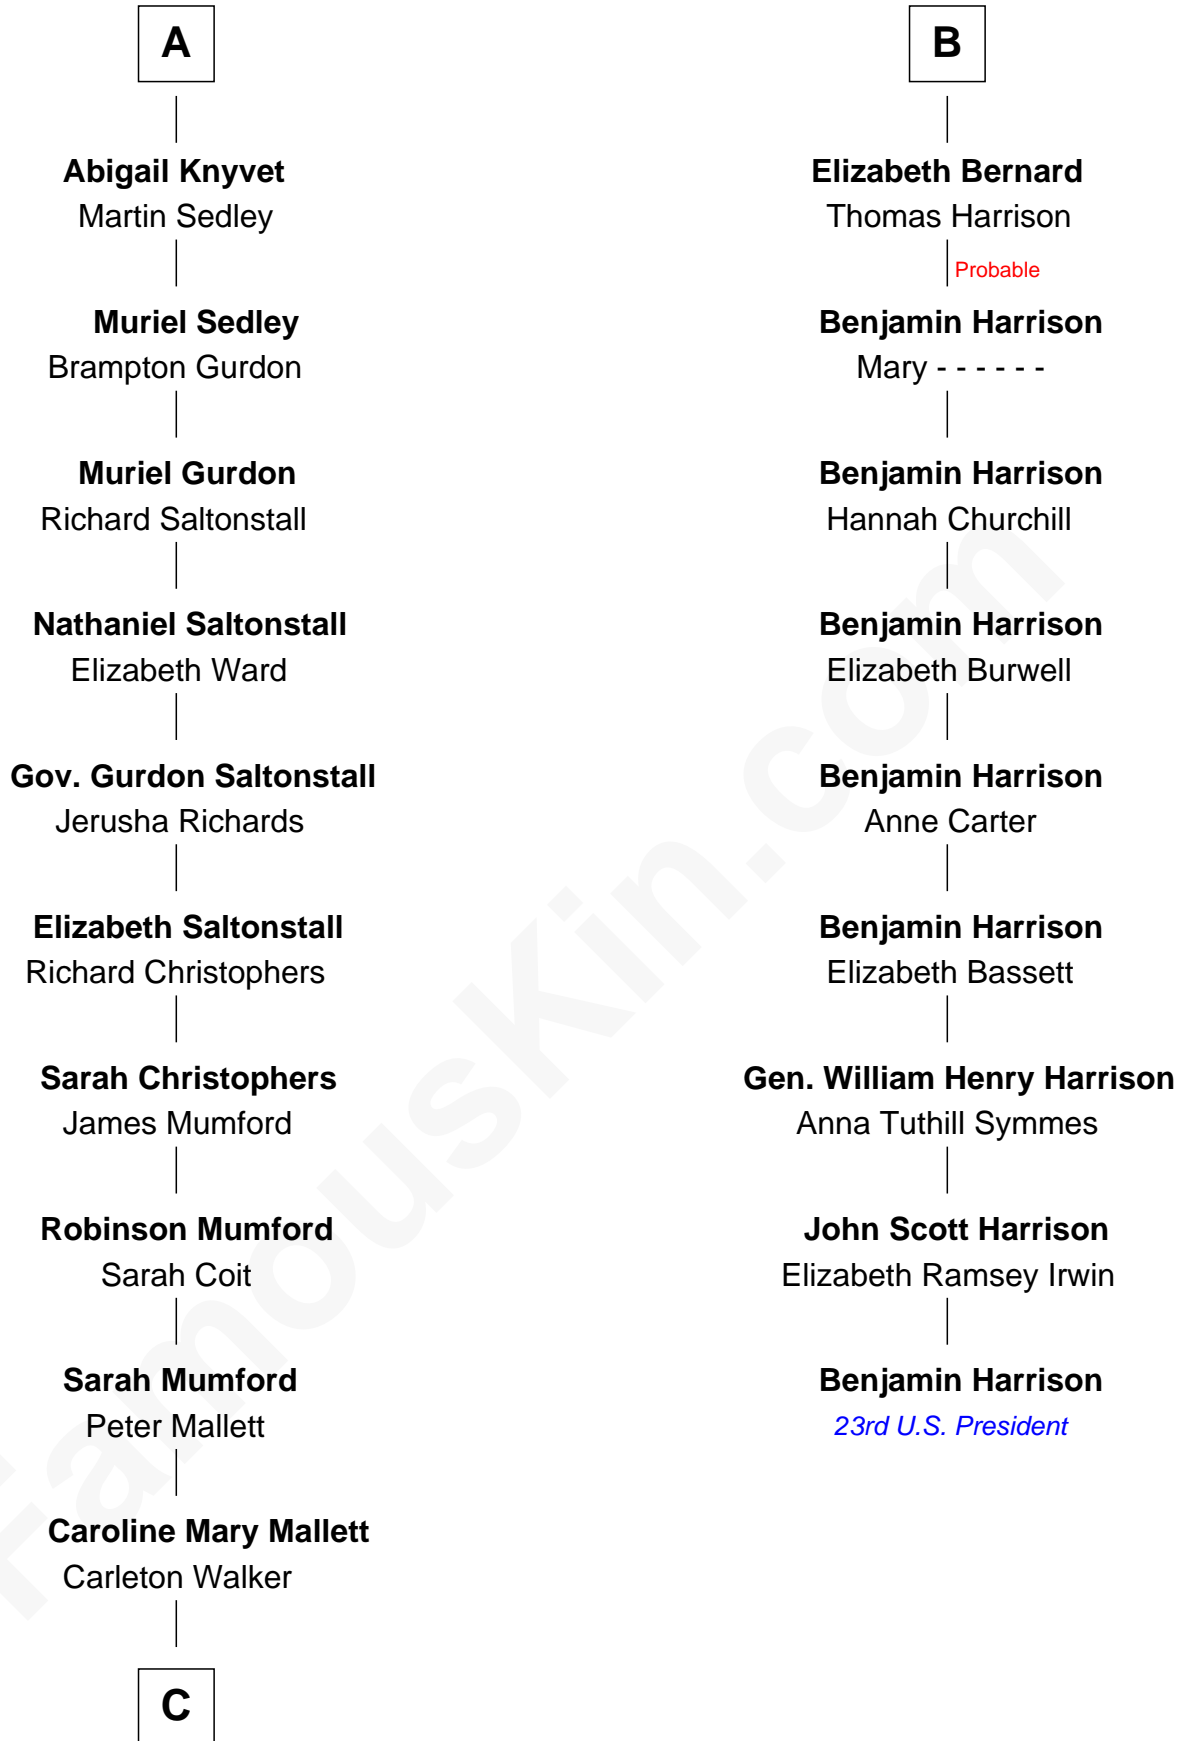 A
Abigail Knyvet
Martin Sedley
Muriel Sedley
Brampton Gurdon
Muriel Gurdon
Richard Saltonstall
Nathaniel Saltonstall
Elizabeth Ward
Gov. Gurdon Saltonstall
Jerusha Richards
Elizabeth Saltonstall
Richard Christophers
Sarah Christophers
James Mumford
Robinson Mumford
Sarah Coit
Sarah Mumford
Peter Mallett
Caroline Mary Mallett
Carleton Walker
C
B
Elizabeth Bernard
Thomas Harrison
Probable
Benjamin Harrison
Mary - - - - - -
Benjamin Harrison
Hannah Churchill
Benjamin Harrison
Elizabeth Burwell
Benjamin Harrison
Anne Carter
Benjamin Harrison
Elizabeth Bassett
Gen. William Henry Harrison
Anna Tuthill Symmes
John Scott Harrison
Elizabeth Ramsey Irwin
Benjamin Harrison
23rd U.S. President
FamousKin.com